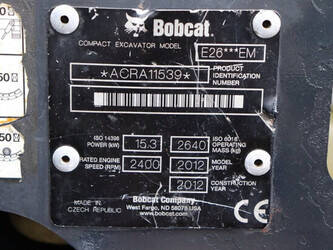 Bobcat.
COMPACT EXCAVATOR MODEL E26***EM
*ACRA11539* PRODUCT IDENTIFICATION NUMBER
ISO 14396 POWER (kW) 15.3 2640 ISO 6016 OPERATING MASS (kg)
RATED ENGINE SPEED (RPM) 2400 2012 MODEL YEAR
2012 CONSTRUCTION YEAR
MADE IN CZECH REPUBLIC
Bobcat Company
West Fargo, ND 58078 USA
www.bobcat.com
CE